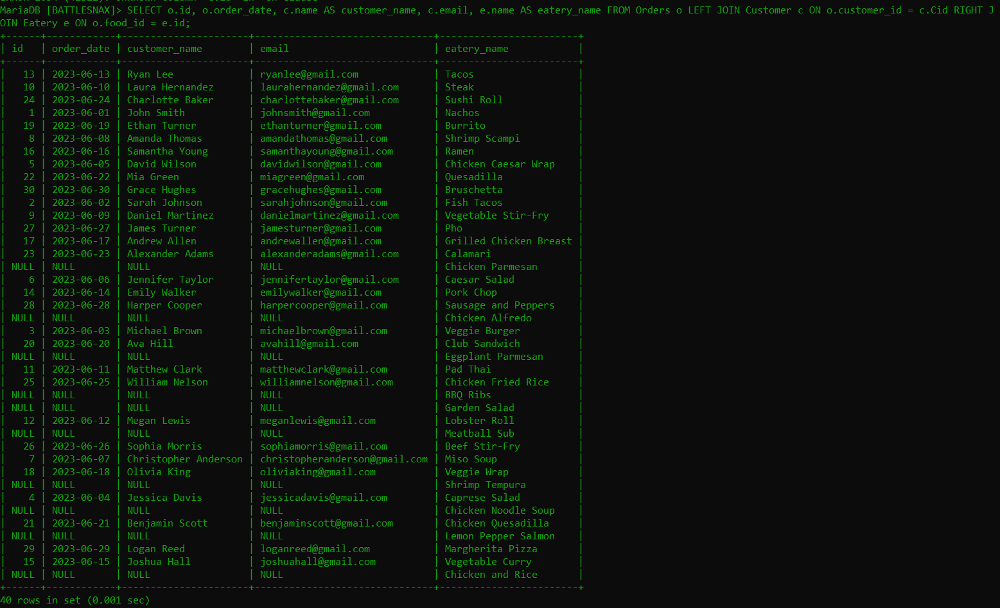 MariaDB [BATTLESNAX]> SELECT o.id, o.order_date, c.name AS customer_name, c.email, e.name AS eatery_name FROM Orders o LEFT JOIN Customer c ON o.customer_id = c.Cid RIGHT J
OIN Eatery e ON o.food_id = e.id;
+------+------------+----------------------+-------------------------------+------------------------+
| id   | order_date | customer_name        | email                         | eatery_name            |
+------+------------+----------------------+-------------------------------+------------------------+
|   13 | 2023-06-13 | Ryan Lee             | ryanlee@gmail.com             | Tacos                  |
|   10 | 2023-06-10 | Laura Hernandez      | laurahernandez@gmail.com      | Steak                  |
|   24 | 2023-06-24 | Charlotte Baker      | charlottebaker@gmail.com      | Sushi Roll             |
|    1 | 2023-06-01 | John Smith           | johnsmith@gmail.com           | Nachos                 |
|   19 | 2023-06-19 | Ethan Turner         | ethanturner@gmail.com         | Burrito                |
|    8 | 2023-06-08 | Amanda Thomas        | amandathomas@gmail.com        | Shrimp Scampi          |
|   16 | 2023-06-16 | Samantha Young       | samanthayoung@gmail.com       | Ramen                  |
|    5 | 2023-06-05 | David Wilson         | davidwilson@gmail.com         | Chicken Caesar Wrap    |
|   22 | 2023-06-22 | Mia Green            | miagreen@gmail.com            | Quesadilla             |
|   30 | 2023-06-30 | Grace Hughes         | gracehughes@gmail.com         | Bruschetta             |
|    2 | 2023-06-02 | Sarah Johnson        | sarahjohnson@gmail.com        | Fish Tacos             |
|    9 | 2023-06-09 | Daniel Martinez      | danielmartinez@gmail.com      | Vegetable Stir-Fry     |
|   27 | 2023-06-27 | James Turner         | jamesturner@gmail.com         | Pho                    |
|   17 | 2023-06-17 | Andrew Allen         | andrewallen@gmail.com         | Grilled Chicken Breast |
|   23 | 2023-06-23 | Alexander Adams      | alexanderadams@gmail.com      | Calamari               |
| NULL | NULL       | NULL                 | NULL                          | Chicken Parmesan       |
|    6 | 2023-06-06 | Jennifer Taylor      | jennifertaylor@gmail.com      | Caesar Salad           |
|   14 | 2023-06-14 | Emily Walker         | emilywalker@gmail.com         | Pork Chop              |
|   28 | 2023-06-28 | Harper Cooper        | harpercooper@gmail.com        | Sausage and Peppers    |
| NULL | NULL       | NULL                 | NULL                          | Chicken Alfredo        |
|    3 | 2023-06-03 | Michael Brown        | michaelbrown@gmail.com        | Veggie Burger          |
|   20 | 2023-06-20 | Ava Hill             | avahill@gmail.com             | Club Sandwich          |
| NULL | NULL       | NULL                 | NULL                          | Eggplant Parmesan      |
|   11 | 2023-06-11 | Matthew Clark        | matthewclark@gmail.com        | Pad Thai               |
|   25 | 2023-06-25 | William Nelson       | williamnelson@gmail.com       | Chicken Fried Rice     |
| NULL | NULL       | NULL                 | NULL                          | BBQ Ribs               |
| NULL | NULL       | NULL                 | NULL                          | Garden Salad           |
|   12 | 2023-06-12 | Megan Lewis          | meganlewis@gmail.com          | Lobster Roll           |
| NULL | NULL       | NULL                 | NULL                          | Meatball Sub           |
|   26 | 2023-06-26 | Sophia Morris        | sophiamorris@gmail.com        | Beef Stir-Fry          |
|    7 | 2023-06-07 | Christopher Anderson | christopheranderson@gmail.com | Miso Soup              |
|   18 | 2023-06-18 | Olivia King          | oliviaking@gmail.com          | Veggie Wrap            |
| NULL | NULL       | NULL                 | NULL                          | Shrimp Tempura         |
|    4 | 2023-06-04 | Jessica Davis        | jessicadavis@gmail.com        | Caprese Salad          |
| NULL | NULL       | NULL                 | NULL                          | Chicken Noodle Soup    |
|   21 | 2023-06-21 | Benjamin Scott       | benjaminscott@gmail.com       | Chicken Quesadilla     |
| NULL | NULL       | NULL                 | NULL                          | Lemon Pepper Salmon    |
|   29 | 2023-06-29 | Logan Reed           | loganreed@gmail.com           | Margherita Pizza       |
|   15 | 2023-06-15 | Joshua Hall          | joshuahall@gmail.com          | Vegetable Curry        |
| NULL | NULL       | NULL                 | NULL                          | Chicken and Rice       |
+------+------------+----------------------+-------------------------------+------------------------+
40 rows in set (0.001 sec)